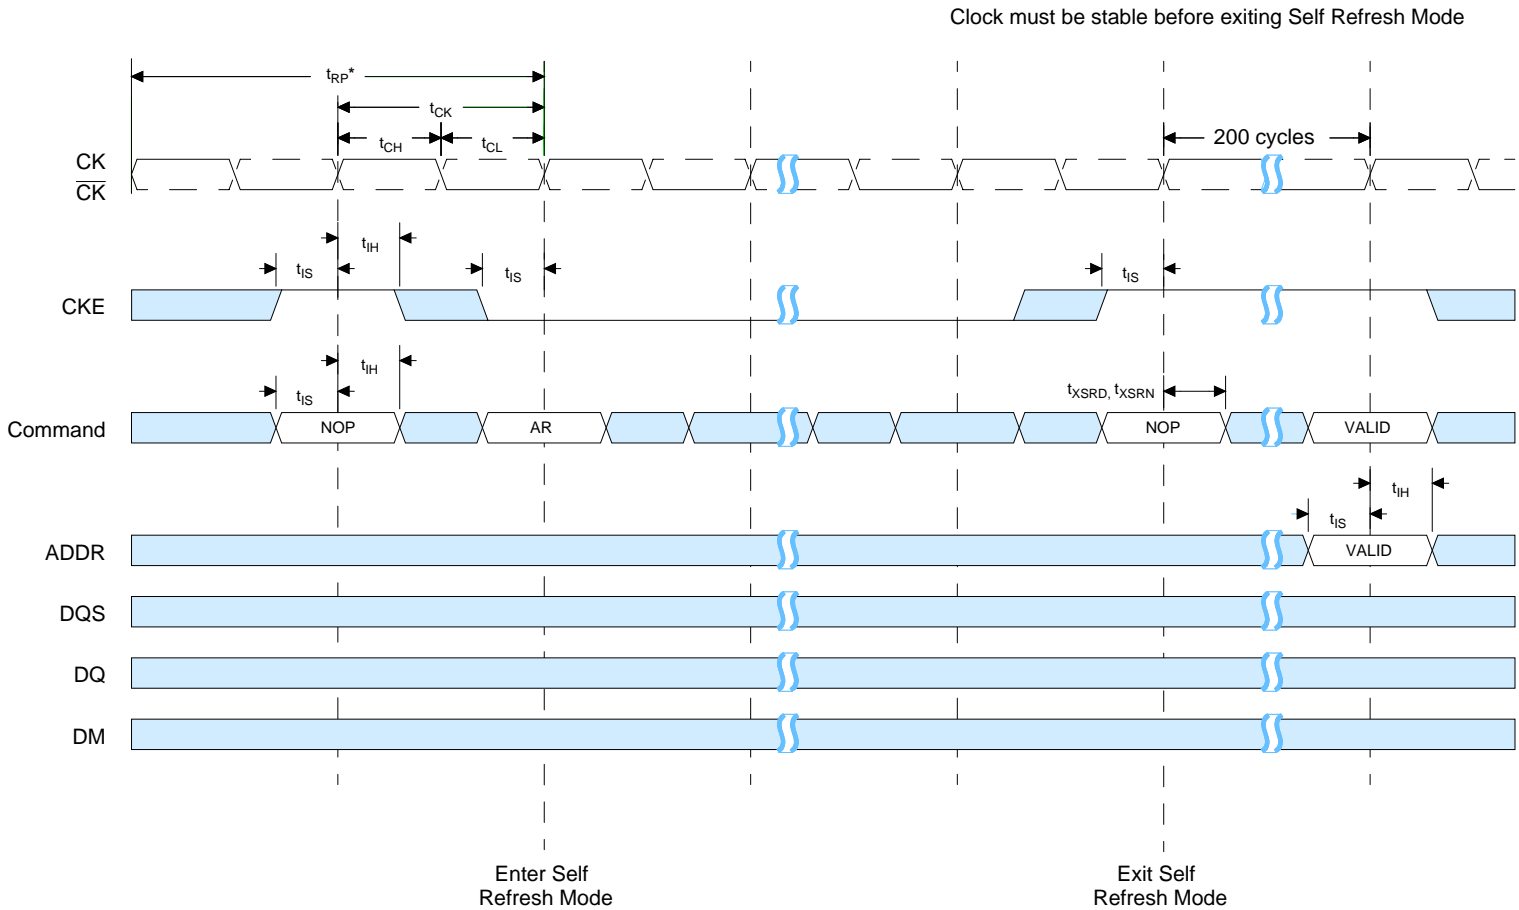 Clock must be stable before exiting Self Refresh Mode
tRP*
tCK
tCH
tCL
200 cycles
CK
CK
tIH
tIS
tIS
tIS
CKE
tIH
tIS
tXSRD, tXSRN
Command
NOP
AR
NOP
VALID
tIH
tIS
ADDR
VALID
DQS
DQ
DM
Enter Self
Refresh Mode
Exit Self
Refresh Mode